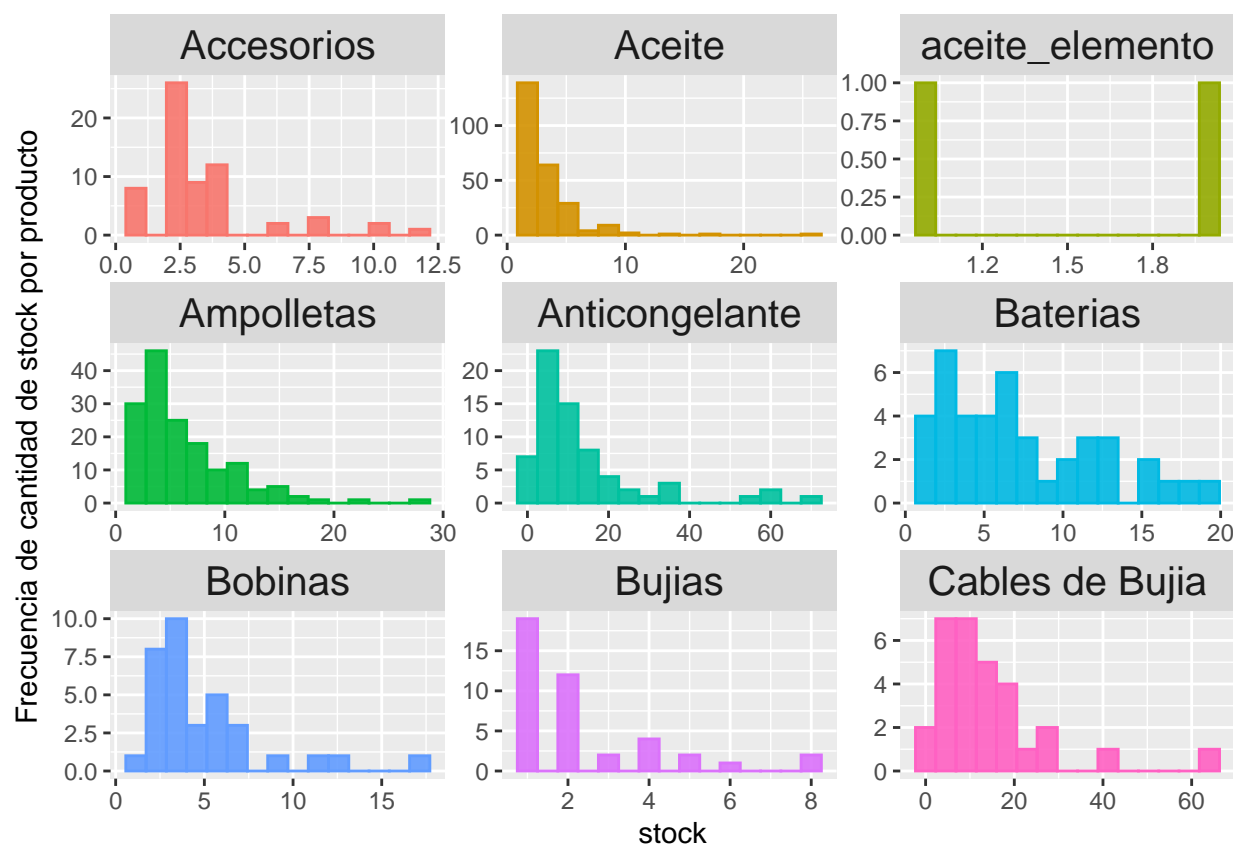 Accesorios
Aceite
aceite_elemento
20
10
0
0.0 2.5 5.0 7.5 10.0 12.5
100
50
0
0 10 20
1.00
0.75
0.50
0.25
0.00
1.2 1.5 1.8
Ampolletas
Anticongelante
Baterias
40
30
20
10
0
0 10 20 30
20
15
10
5
0
0 20 40 60
6
4
2
0
0 5 10 15 20
Bobinas
Bujias
Cables de Bujia
10.0
7.5
5.0
2.5
0.0
0 5 10 15
15
10
5
0
2 4 6 8
6
4
2
0
0 20 40 60
stock
Frecuencia de cantidad de stock por producto